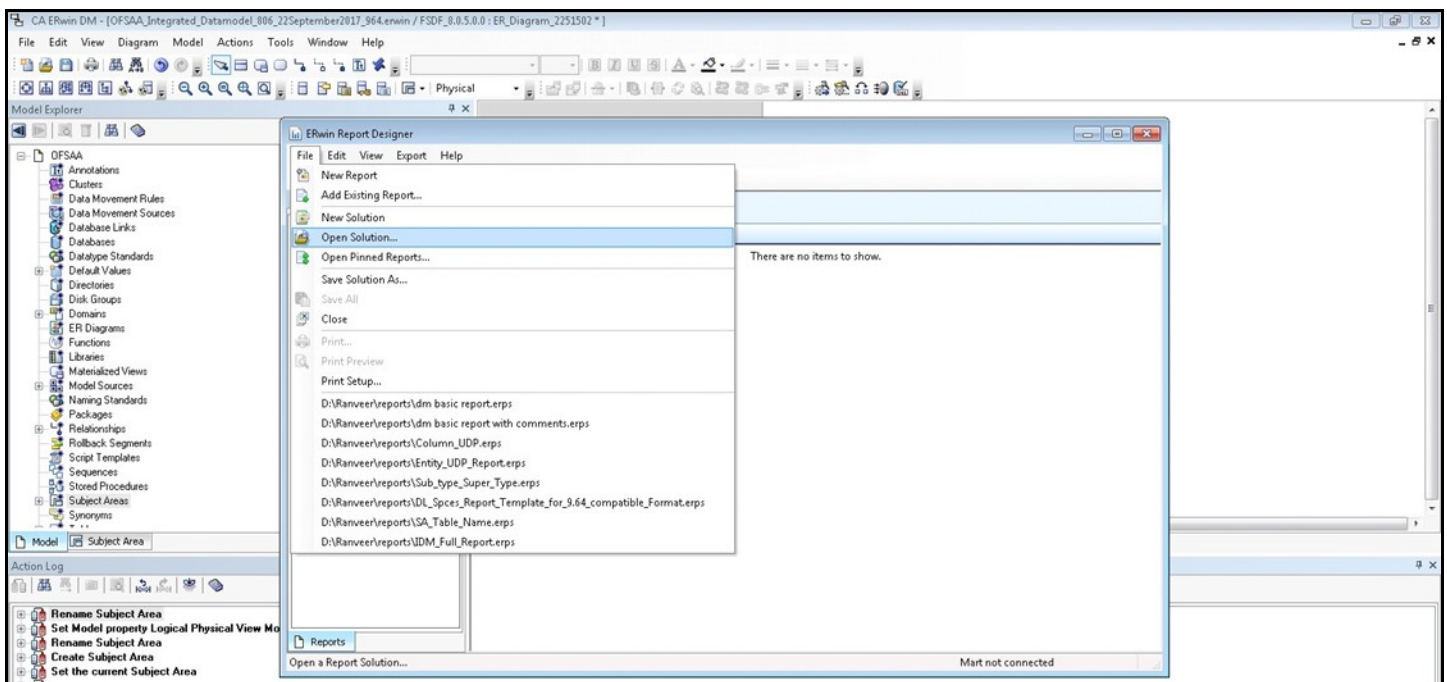 CA ERwin DM - [OFSAA_Integrated_Datamodel_806_22September2017_964.erwin / FSDF_8.0.5.0.0 : ER_Diagram_2251502 * ]
File Edit View Diagram Model Actions Tools Window Help
Physical
Model Explorer
OFSAA
Annotations
Clusters
Data Movement Rules
Data Movement Sources
Database Links
Databases
Datatype Standards
Default Values
Directories
Disk Groups
Domains
ER Diagrams
Functions
Libraries
Materialized Views
Model Sources
Naming Standards
Packages
Relationships
Rollback Segments
Script Templates
Sequences
Stored Procedures
Subject Areas
Synonyms
Model Subject Area
ERwin Report Designer
File Edit View Export Help
New Report
Add Existing Report...
New Solution
Open Solution...
Open Pinned Reports...
Save Solution As...
Save All
Close
Print...
Print Preview
Print Setup...
D:\Ranveer\reports\dm basic report.erps
D:\Ranveer\reports\dm basic report with comments.erps
D:\Ranveer\reports\Column_UDP.erps
D:\Ranveer\reports\Entity_UDP_Report.erps
D:\Ranveer\reports\Sub_type_Super_Type.erps
D:\Ranveer\reports\DL_Spces_Report_Template_for_9.64_compatible_Format.erps
D:\Ranveer\reports\SA_Table_Name.erps
D:\Ranveer\reports\IDM_Full_Report.erps
There are no items to show.
Reports
Open a Report Solution...
Mart not connected
Action Log
Rename Subject Area
Set Model property Logical Physical View Mo
Rename Subject Area
Create Subject Area
Set the current Subject Area